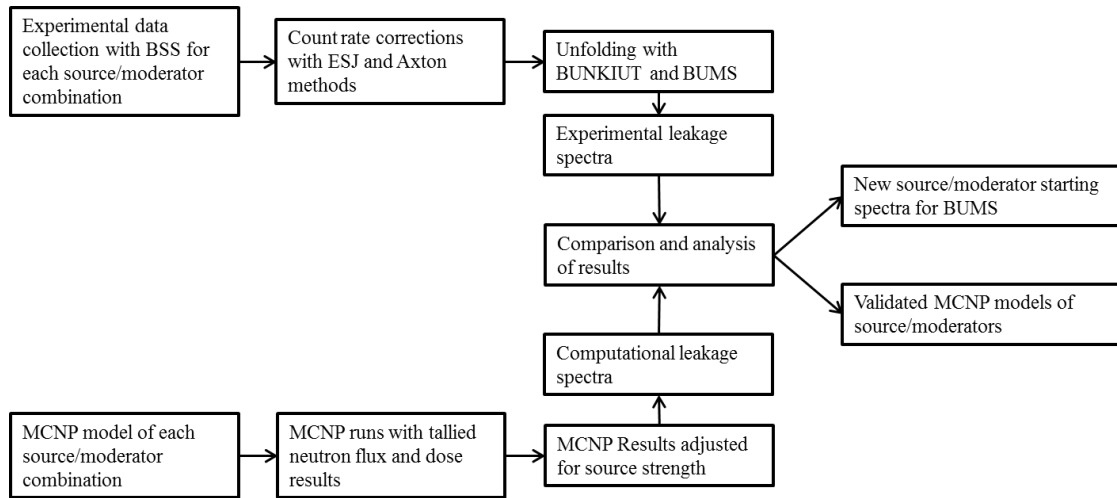 Experimental data
collection with BSS for
each source/moderator
combination
Count rate corrections
with ESJ and Axton
methods
Unfolding with
BUNKIUT and BUMS
Experimental leakage
spectra
New source/moderator starting
spectra for BUMS
Comparison and analysis
of results
Validated MCNP models of
source/moderators
Computational leakage
spectra
MCNP model of each
source/moderator
combination
MCNP runs with tallied
neutron flux and dose
results
MCNP Results adjusted
for source strength